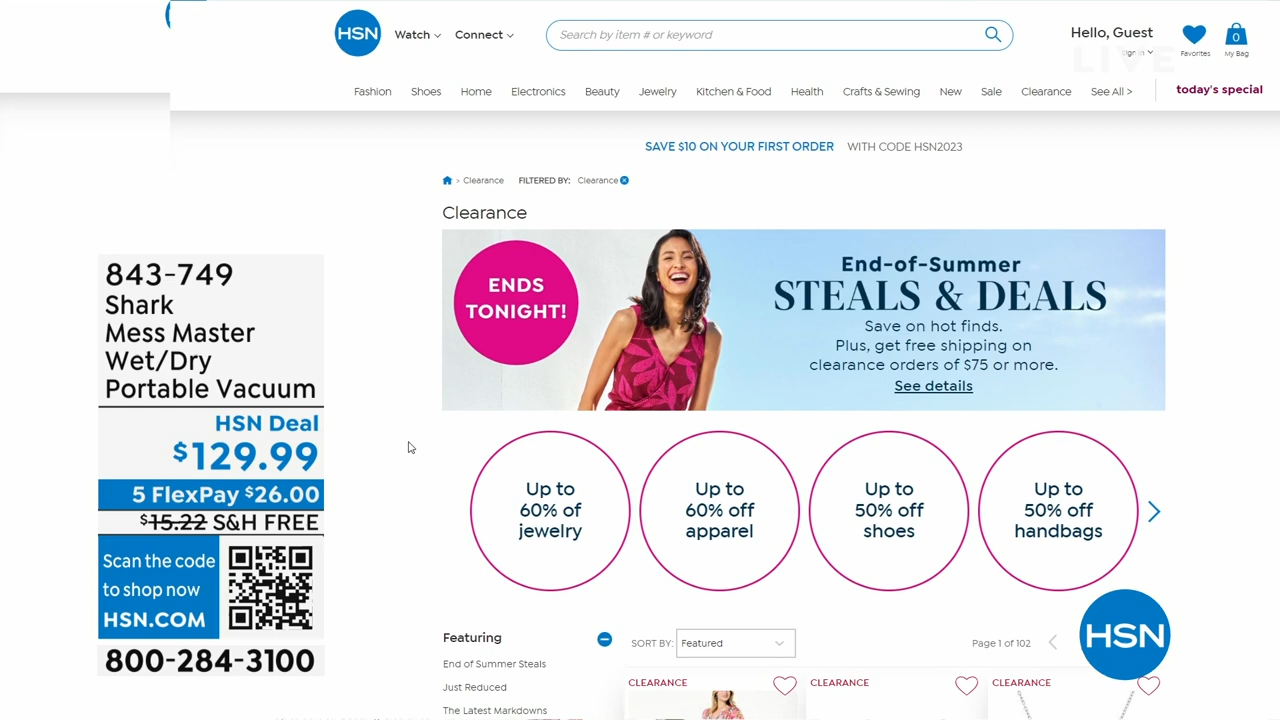 HSN
Watch
Connect
Search by item # or keyword
Hello, Guest
Sign In
LIVE
Favorites
0
My Bag
Fashion
Shoes
Home
Electronics
Beauty
Jewelry
Kitchen & Food
Health
Crafts & Sewing
New
Sale
Clearance
See All >
today's special
SAVE $10 ON YOUR FIRST ORDER WITH CODE HSN2023
> Clearance
FILTERED BY: Clearance
Clearance
ENDS
TONIGHT!
End-of-Summer
STEALS & DEALS
Save on hot finds.
Plus, get free shipping on
clearance orders of $75 or more.
See details
843-749
Shark
Mess Master
Wet/Dry
Portable Vacuum
HSN Deal
$129.99
5 FlexPay $26.00
$15.22 S&H FREE
Scan the code
to shop now
HSN.COM
800-284-3100
Up to
60% of
jewelry
Up to
60% off
apparel
Up to
50% off
shoes
Up to
50% off
handbags
Featuring
End of Summer Steals
Just Reduced
The Latest Markdowns
SORT BY: Featured
Page 1 of 102
HSN
CLEARANCE
CLEARANCE
CLEARANCE